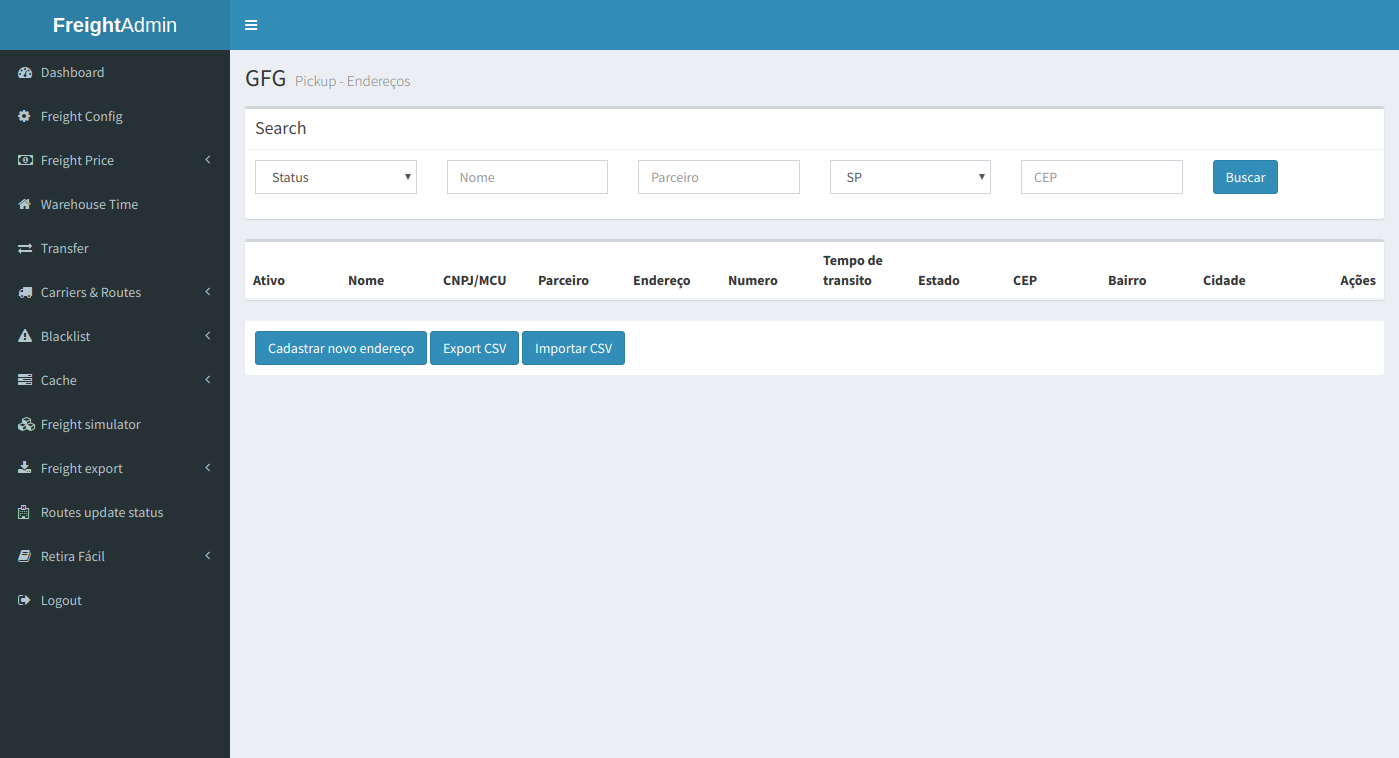 FreightAdmin
Dashboard
Freight Config
Freight Price
Warehouse Time
Transfer
Carriers & Routes
Blacklist
Cache
Freight simulator
Freight export
Routes update status
Retira Fácil
Logout
GFG Pickup - Endereços
Search
Status Nome Parceiro SP CEP Buscar
Ativo Nome CNPJ/MCU Parceiro Endereço Numero Tempo de transito Estado CEP Bairro Cidade Ações
Cadastrar novo endereço Export CSV Importar CSV